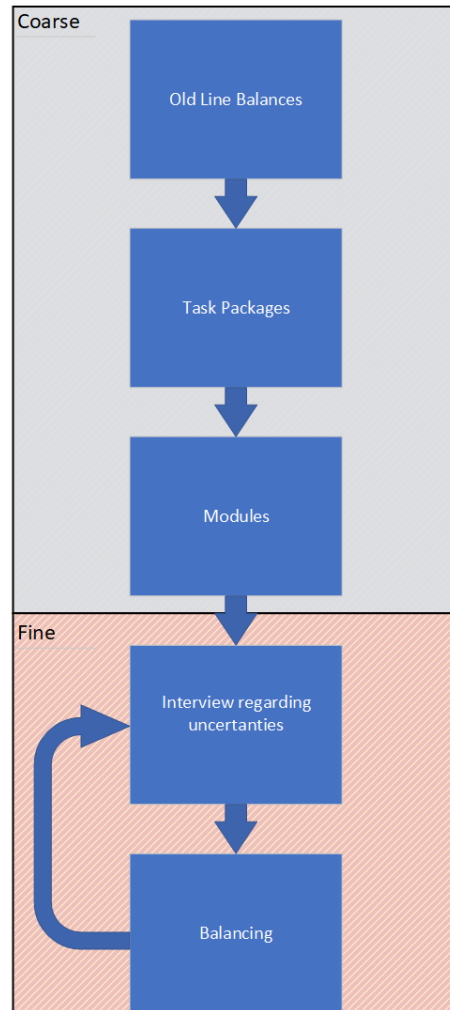 Coarse
Old Line Balances
Task Packages
Modules
Fine
Interview regarding
uncertanties
Balancing